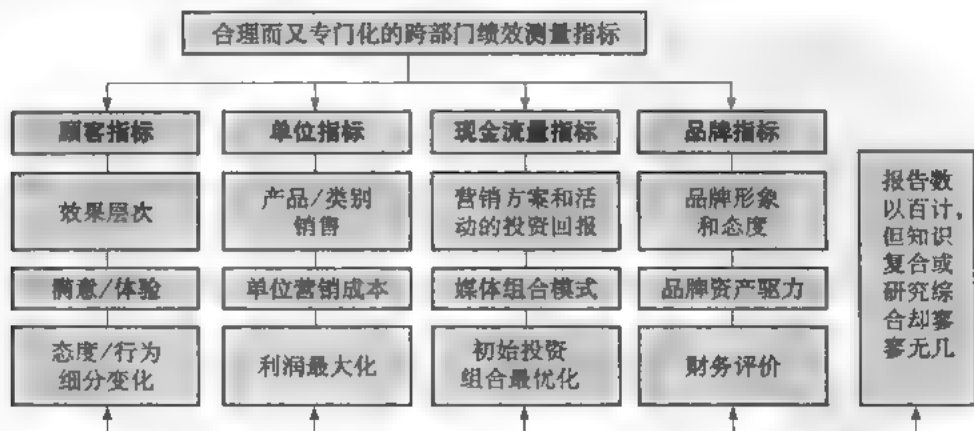 合理而又专门化的跨部门绩效测量指标
顾客指标
单位指标
现金流量指标
品牌指标
效果层次
产品/类别
销售
营销方案和活
动的投资回报
品牌形象
和态度
满意/体验
单位营销成本
媒体组合模式
品牌资产驱力
态度/行为
细分变化
利润最大化
初始投资
组合最优化
财务评价
报告数
以百计,
但知识
复合或
研究综
合却寥
寥无几